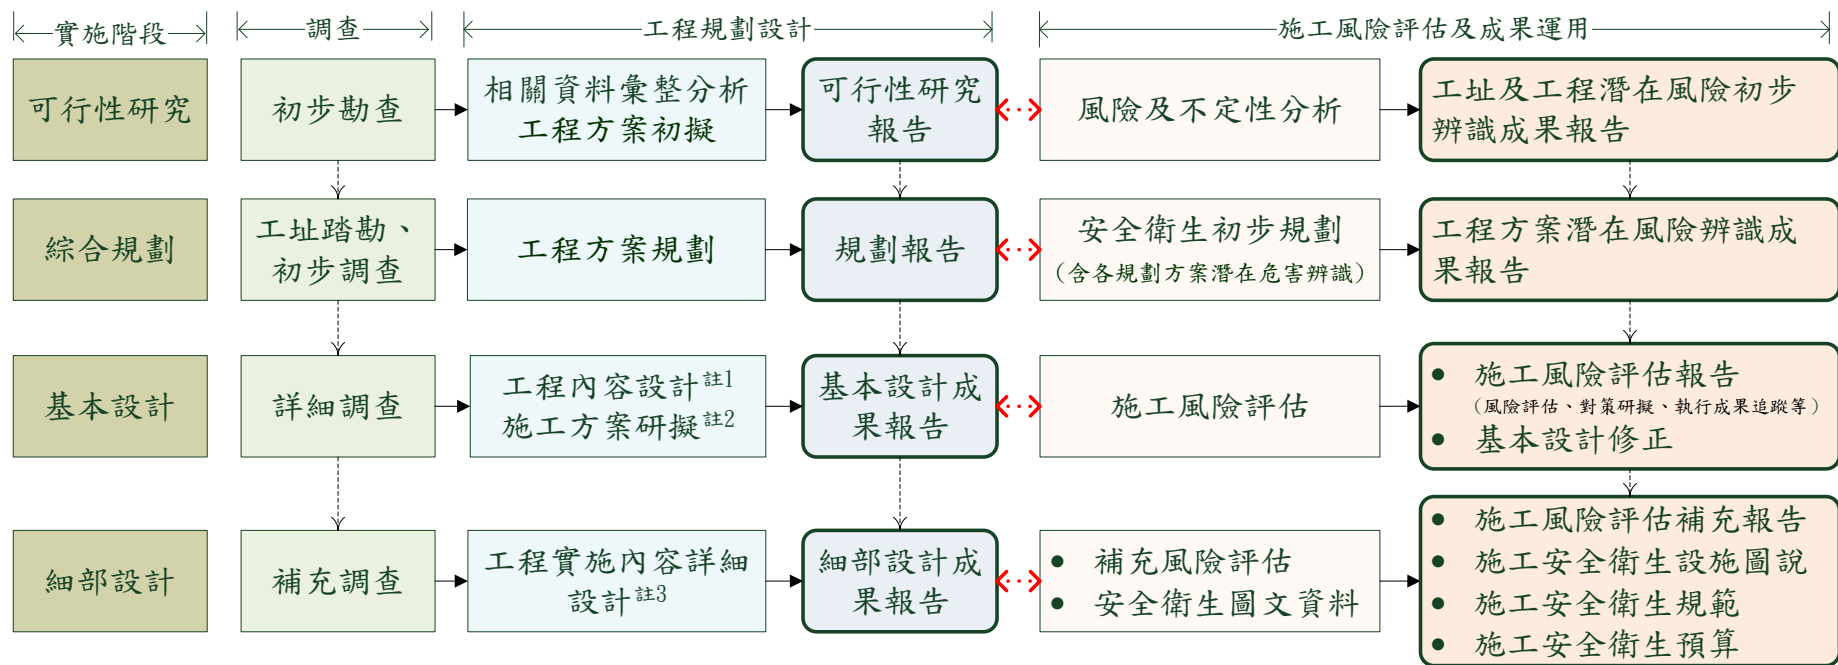 實施階段
調查
工程規劃設計
施工風險評估及成果運用
可行性研究
初步勘查
相關資料彙整分析
工程方案初擬
可行性研究
報告
風險及不定性分析
工址及工程潛在風險初步
辨識成果報告
綜合規劃
工址踏勘、
初步調查
工程方案規劃
規劃報告
安全衛生初步規劃
(含各規劃方案潛在危害辨識)
工程方案潛在風險辨識成
果報告
基本設計
詳細調查
工程內容設計註1
施工方案研擬註2
基本設計成
果報告
施工風險評估
● 施工風險評估報告
(風險評估、對策研擬、執行成果追蹤等)
● 基本設計修正
細部設計
補充調查
工程實施內容詳細
設計註3
細部設計成
果報告
● 補充風險評估
● 安全衛生圖文資料
● 施工風險評估補充報告
● 施工安全衛生設施圖說
● 施工安全衛生規範
● 施工安全衛生預算